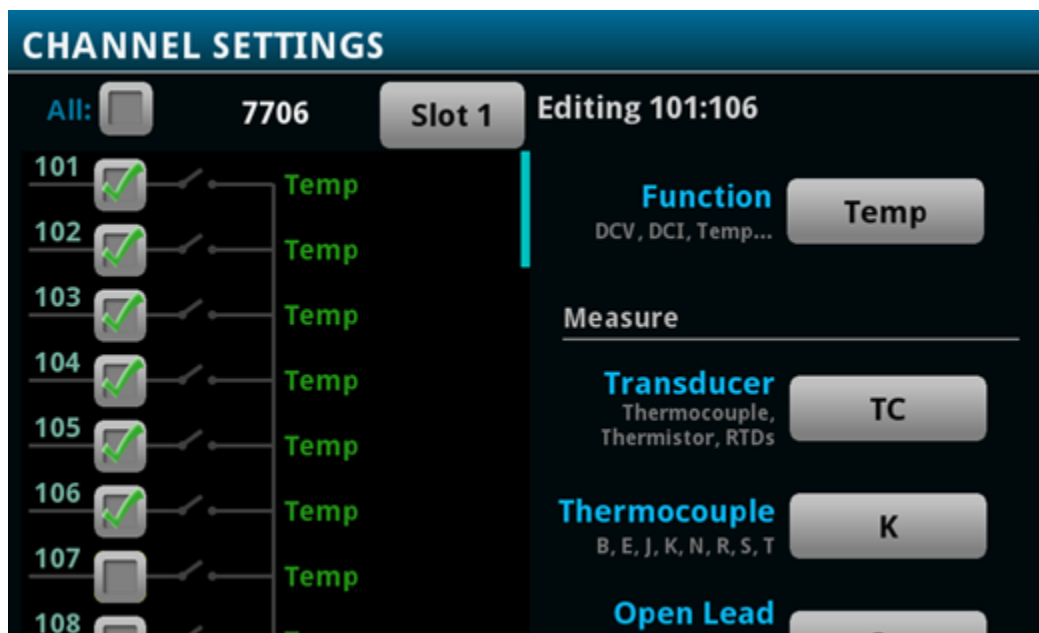 CHANNEL SETTINGS
All:
7706
Slot 1
Editing 101:106
101 Temp
102 Temp
103 Temp
104 Temp
105 Temp
106 Temp
107 Temp
108
Function
DCV, DCI, Temp...
Temp
Measure
Transducer
Thermocouple,
Thermistor, RTDs
TC
Thermocouple
B, E, J, K, N, R, S, T
K
Open Lead